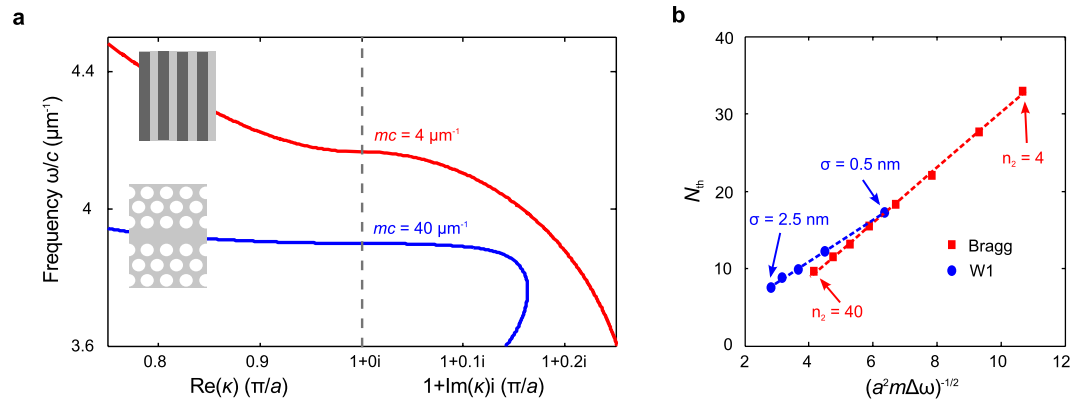 a
Frequency ω/c (μm⁻¹)
4.4
4
3.6
mc = 4 μm⁻¹
mc = 40 μm⁻¹
0.8
0.9
1+0i
1+0.1i
1+0.2i
Re(κ) (π/a)
1+Im(κ)i (π/a)
b
Nth
40
30
20
10
0
σ = 0.5 nm
n₂ = 4
σ = 2.5 nm
Bragg
W1
n₂ = 40
2
4
6
8
10
12
(a²mΔω)⁻¹/²